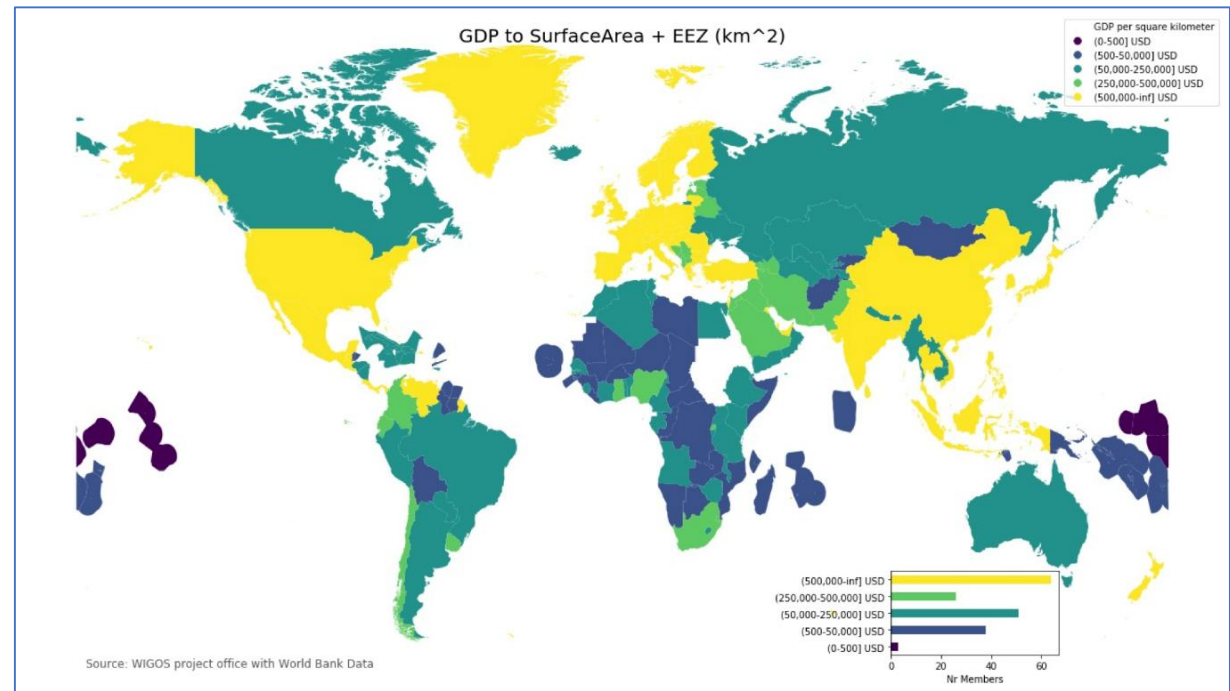 GDP to SurfaceArea + EEZ (km^2)
GDP per square kilometer
(0-500] USD
(500-50,000] USD
(50,000-250,000] USD
(250,000-500,000] USD
(500,000-inf] USD
(500,000-inf] USD
(250,000-500,000] USD
(50,000-250,000] USD
(500-50,000] USD
(0-500] USD
0 20 40 60
Nr Members
Source: WIGOS project office with World Bank Data